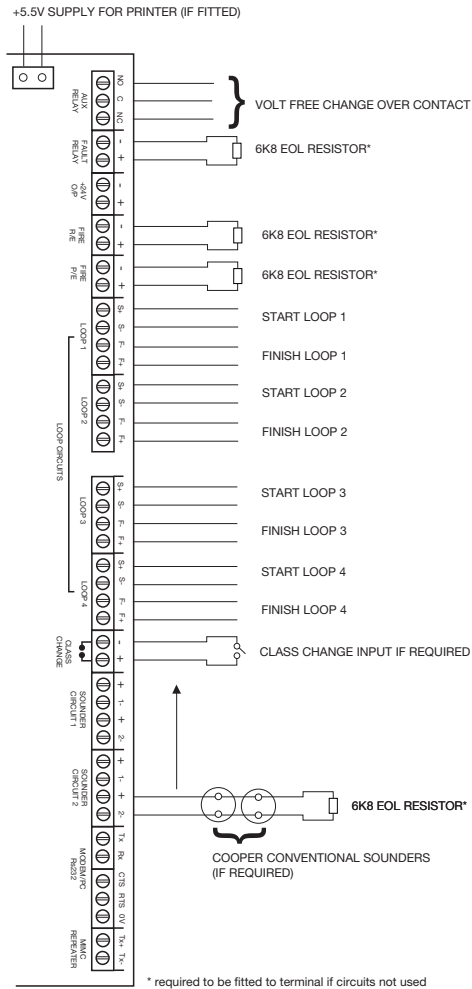 +5.5V SUPPLY FOR PRINTER (IF FITTED)
AUX
RELAY
NO
C
NC
VOLT FREE CHANGE OVER CONTACT
FAULT
RELAY
-
+
6K8 EOL RESISTOR*
+24V
O/P
-
+
FIRE
R/E
-
+
6K8 EOL RESISTOR*
FIRE
P/E
-
+
6K8 EOL RESISTOR*
LOOP CIRCUITS
LOOP 1
S+
S-
F-
F+
START LOOP 1
FINISH LOOP 1
LOOP 2
S+
S-
F-
F+
START LOOP 2
FINISH LOOP 2
LOOP 3
S+
S-
F-
F+
START LOOP 3
FINISH LOOP 3
LOOP 4
S+
S-
F-
F+
START LOOP 4
FINISH LOOP 4
CLASS
CHANGE
-
+
CLASS CHANGE INPUT IF REQUIRED
SOUNDER
CIRCUIT 1
+
1-
+
2-
SOUNDER
CIRCUIT 2
+
1-
+
2-
6K8 EOL RESISTOR*
COOPER CONVENTIONAL SOUNDERS
(IF REQUIRED)
MODEM/PC
Rs232
Tx
Rx
CTS
RTS
0V
MIMIC
REPEATER
Tx+
Tx-
* required to be fitted to terminal if circuits not used